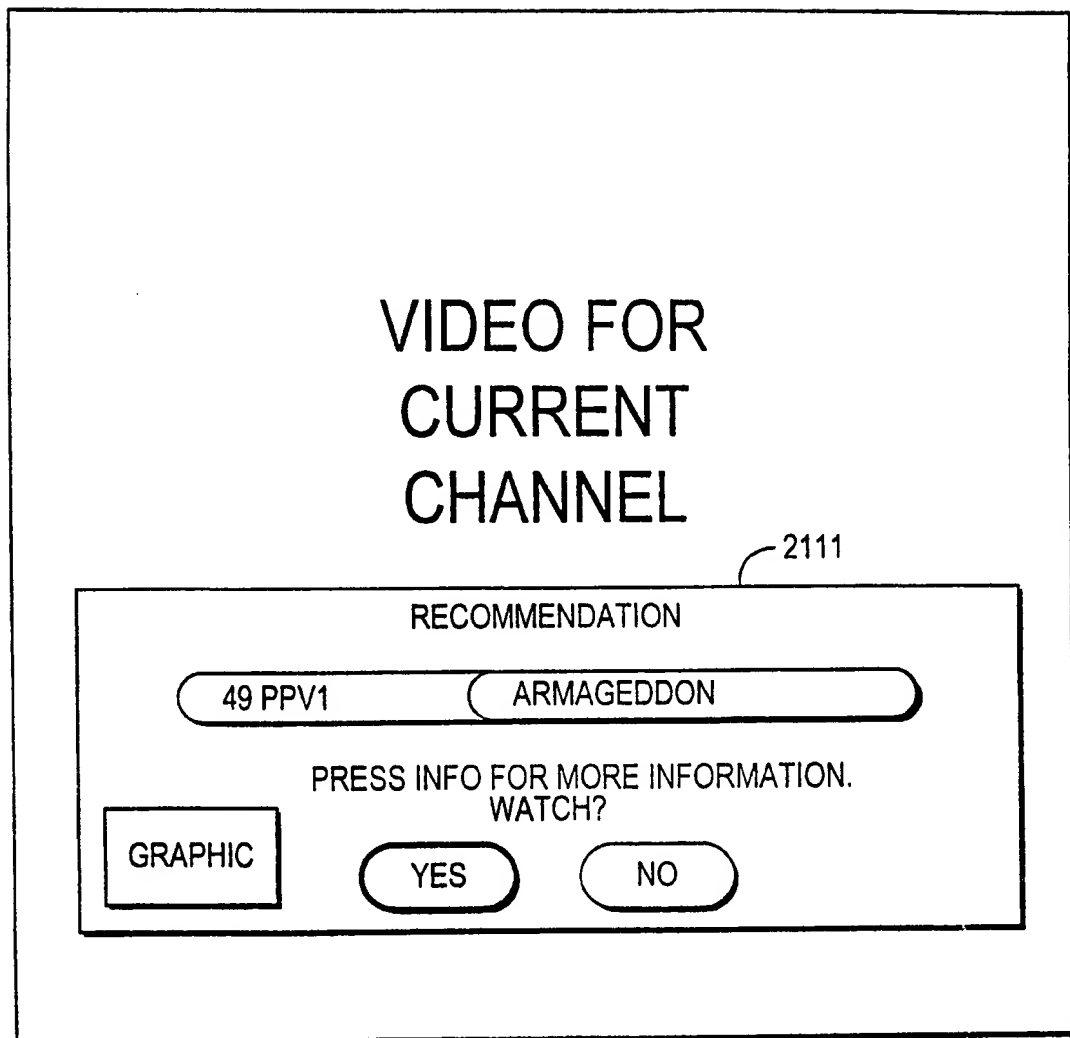 VIDEO FOR
CURRENT
CHANNEL
2111
RECOMMENDATION
49 PPV1 ARMAGEDDON
PRESS INFO FOR MORE INFORMATION.
WATCH?
GRAPHIC YES NO